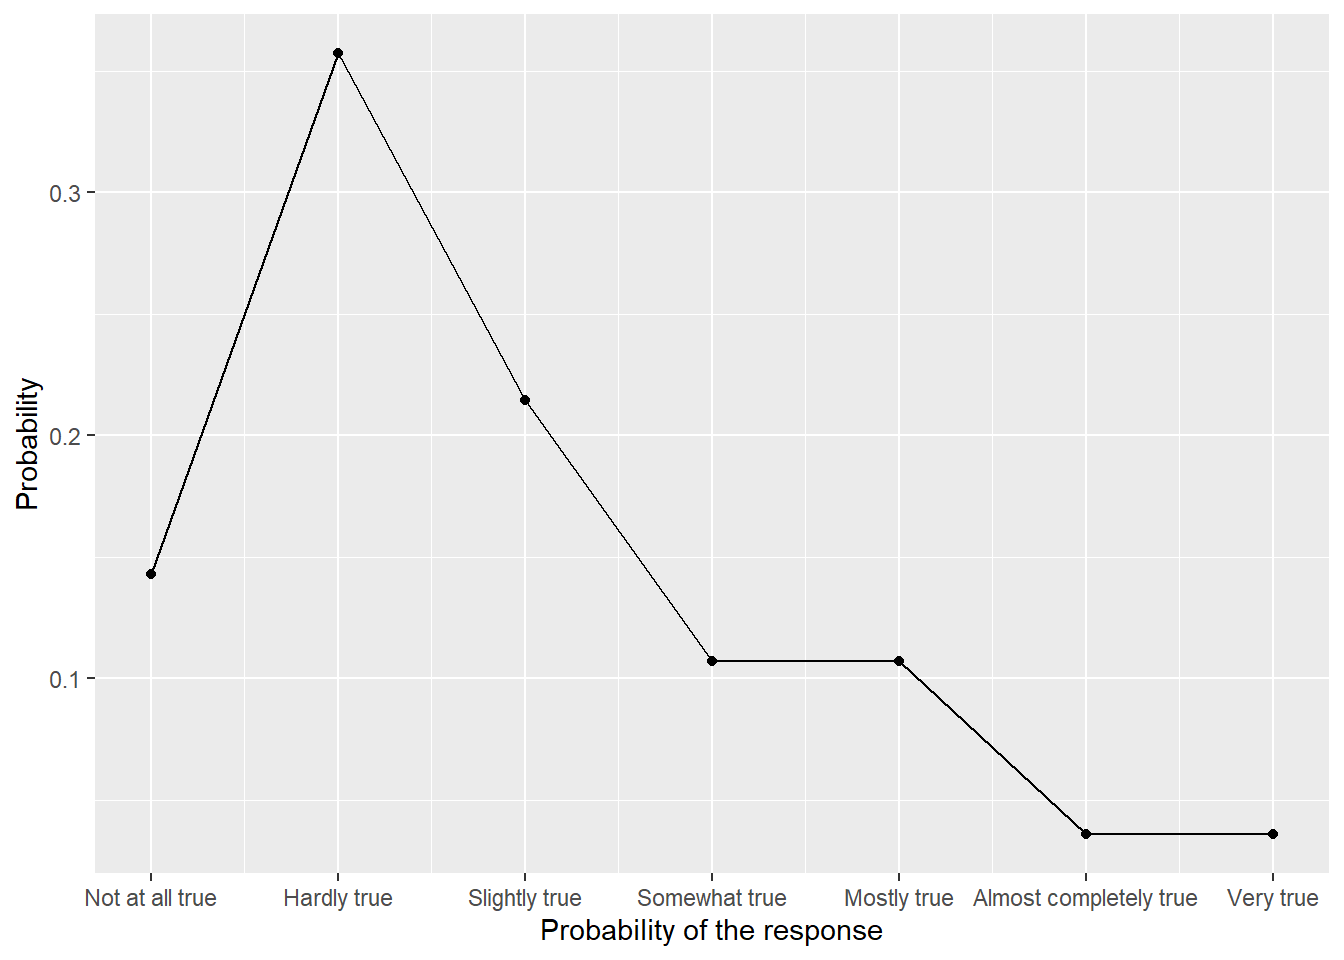 Probability
0.3
0.2
0.1
Not at all true
Hardly true
Slightly true
Somewhat true
Mostly true
Almost completely true
Very true
Probability of the response